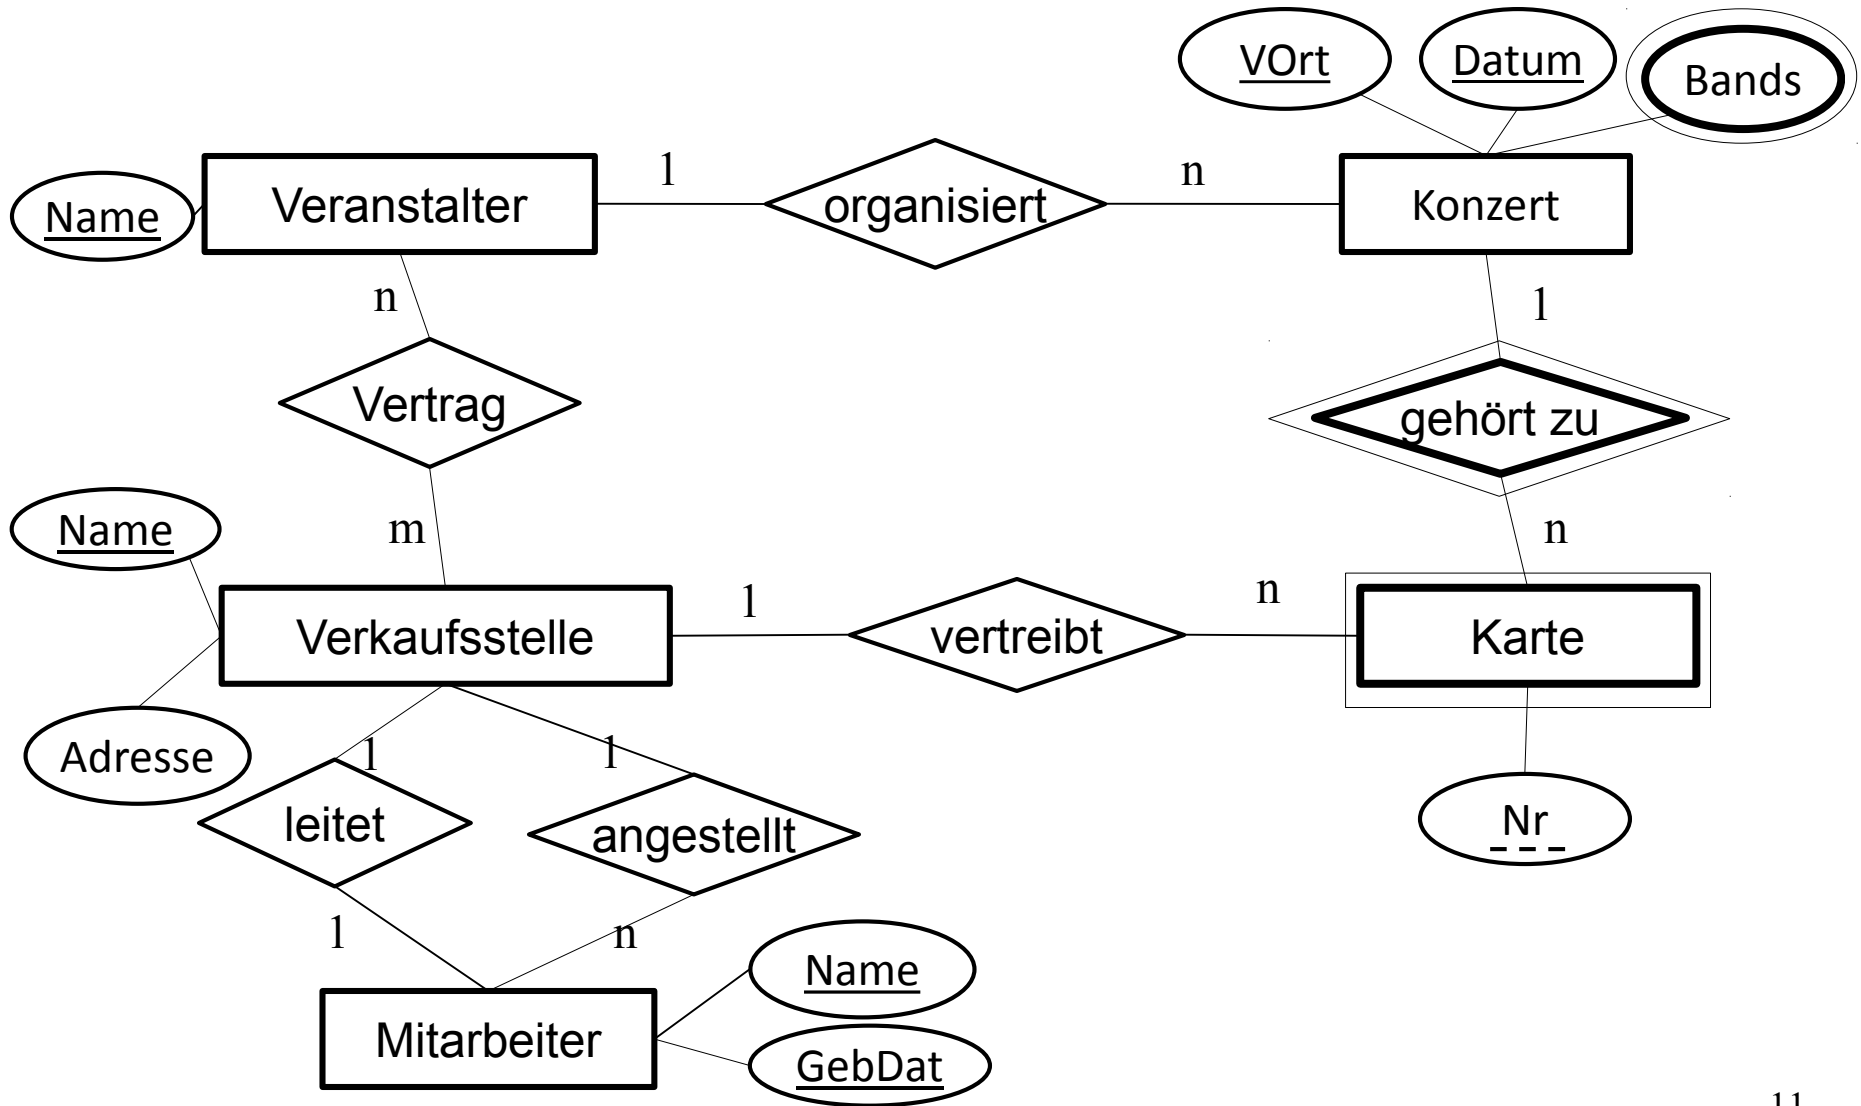 VOrt
Datum
Bands
Name
Veranstalter
1
organisiert
n
Konzert
n
1
Vertrag
gehört zu
Name
m
n
Verkaufsstelle
1
vertreibt
n
Karte
Adresse
1
1
leitet
angestellt
Nr
1
n
Name
Mitarbeiter
GebDat
11